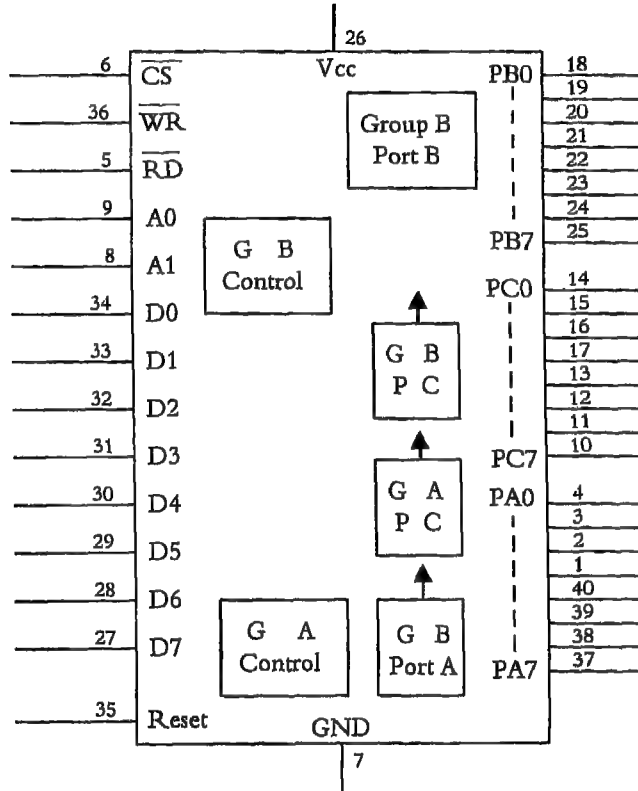 26
Vcc
6 C̅S̅ PB0 18
19
36 W̅R̅ Group B 20
Port B 21
5 R̅D̅ 22
23
9 A0 24
G B PB7 25
8 A1 Control
34 D0 PC0 14
15
16
33 D1 G B 17
P C 13
32 D2 12
11
31 D3 PC7 10
30 D4 G A PA0 4
P C 3
29 D5 2
1
28 D6 40
G A G B 39
27 D7 Control Port A 38
PA7 37
35 Reset
GND
7